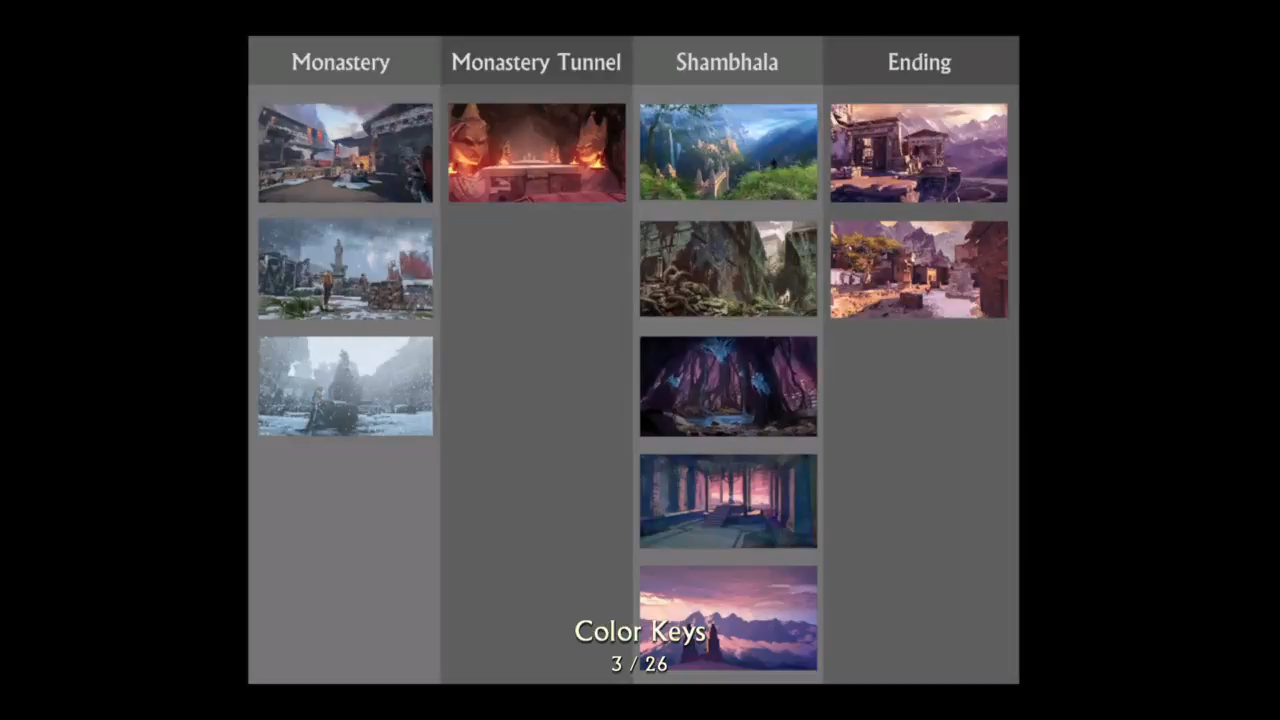 Monastery
Monastery Tunnel
Shambhala
Ending
Color Keys
3 / 26